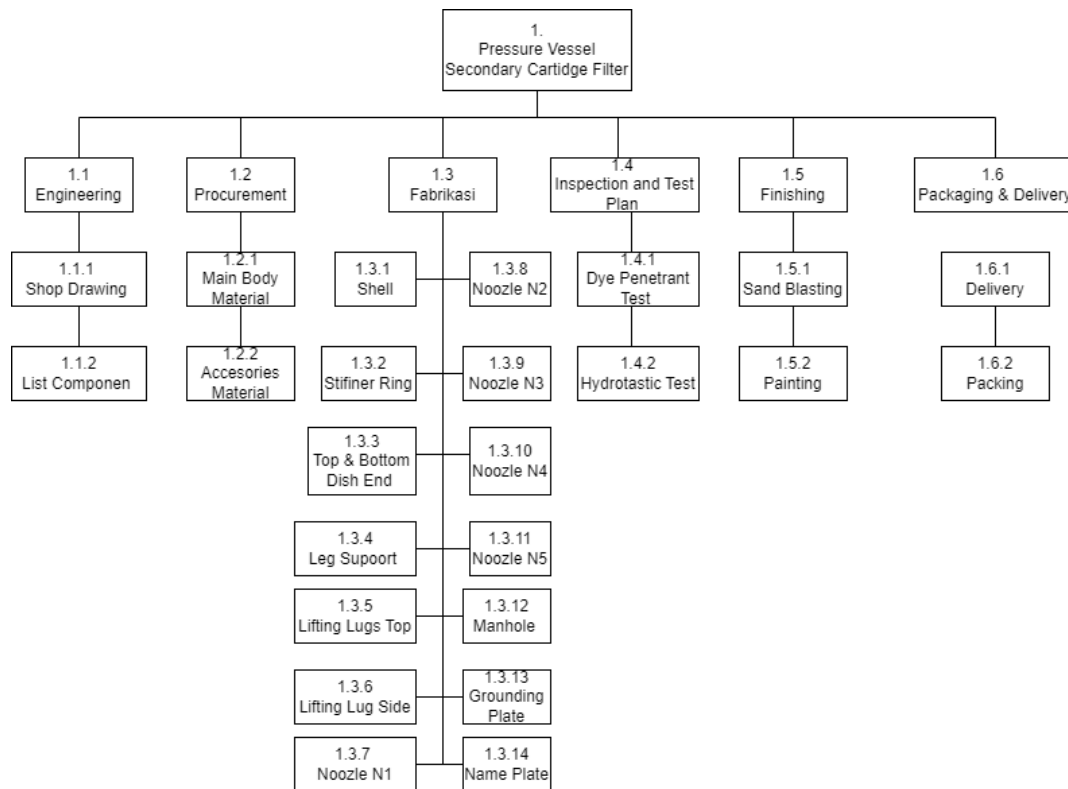 1.
Pressure Vessel
Secondary Cartidge Filter
1.1
Engineering
1.2
Procurement
1.3
Fabrikasi
1.4
Inspection and Test
Plan
1.5
Finishing
1.6
Packaging & Delivery
1.1.1
Shop Drawing
1.2.1
Main Body
Material
1.3.1
Shell
1.3.8
Noozle N2
1.4.1
Dye Penetrant
Test
1.5.1
Sand Blasting
1.6.1
Delivery
1.1.2
List Componen
1.2.2
Accesories
Material
1.3.2
Stifiner Ring
1.3.9
Noozle N3
1.4.2
Hydrotastic Test
1.5.2
Painting
1.6.2
Packing
1.3.3
Top & Bottom
Dish End
1.3.10
Noozle N4
1.3.4
Leg Supoort
1.3.11
Noozle N5
1.3.5
Lifting Lugs Top
1.3.12
Manhole
1.3.6
Lifting Lug Side
1.3.13
Grounding
Plate
1.3.7
Noozle N1
1.3.14
Name Plate